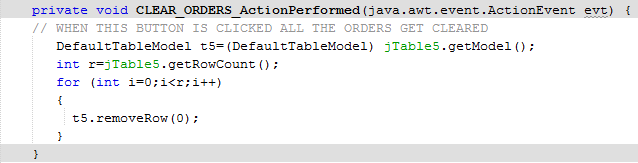 private void CLEAR_ORDERS_ActionPerformed(java.awt.event.ActionEvent evt) {
// WHEN THIS BUTTON IS CLICKED ALL THE ORDERS GET CLEARED
DefaultTableModel t5=(DefaultTableModel) jTable5.getModel();
int r=jTable5.getRowCount();
for (int i=0;i<r;i++)
{
t5.removeRow(0);
}
}